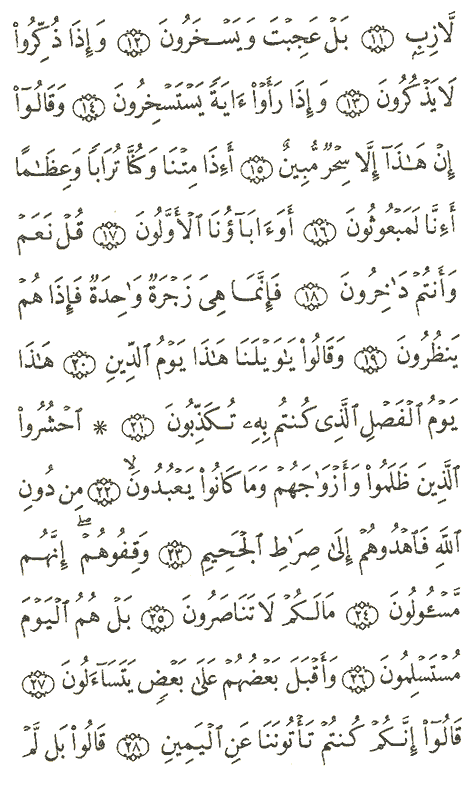 لَّازِبٍۭ ١١ بَلۡ عَجِبۡتَ وَيَسۡخَرُونَ ١٢ وَإِذَا ذُكِّرُواْ
لَا يَذۡكُرُونَ ١٣ وَإِذَا رَأَوۡاْ ءَايَةٗ يَسۡتَسۡخِرُونَ ١٤ وَقَالُوٓاْ
إِنۡ هَٰذَآ إِلَّا سِحۡرٞ مُّبِينٌ ١٥ أَءِذَا مِتۡنَا وَكُنَّا تُرَابٗا وَعِظَٰمًا
أَءِنَّا لَمَبۡعُوثُونَ ١٦ أَوَءَابَآؤُنَا ٱلۡأَوَّلُونَ ١٧ قُلۡ نَعَمۡ
وَأَنتُمۡ دَٰخِرُونَ ١٨ فَإِنَّمَا هِيَ زَجۡرَةٞ وَٰحِدَةٞ فَإِذَا هُمۡ
يَنظُرُونَ ١٩ وَقَالُواْ يَٰوَيۡلَنَا هَٰذَا يَوۡمُ ٱلدِّينِ ٢٠ هَٰذَا
يَوۡمُ ٱلۡفَصۡلِ ٱلَّذِي كُنتُم بِهِۦ تُكَذِّبُونَ ٢١ * ٱحۡشُرُواْ
ٱلَّذِينَ ظَلَمُواْ وَأَزۡوَٰجَهُمۡ وَمَا كَانُواْ يَعۡبُدُونَۙ ٢٢ مِن دُونِ
ٱللَّهِ فَٱهۡدُوهُمۡ إِلَىٰ صِرَٰطِ ٱلۡجَحِيمِ ٢٣ وَقِفُوهُمۡۖ إِنَّهُم
مَّسۡـُٔولُونَ ٢٤ مَا لَكُمۡ لَا تَنَاصَرُونَ ٢٥ بَلۡ هُمُ ٱلۡيَوۡمَ
مُسۡتَسۡلِمُونَ ٢٦ وَأَقۡبَلَ بَعۡضُهُمۡ عَلَىٰ بَعۡضٖ يَتَسَآءَلُونَ ٢٧
قَالُوٓاْ إِنَّكُمۡ كُنتُمۡ تَأۡتُونَنَا عَنِ ٱلۡيَمِينِ ٢٨ قَالُواْ بَل لَّمۡ